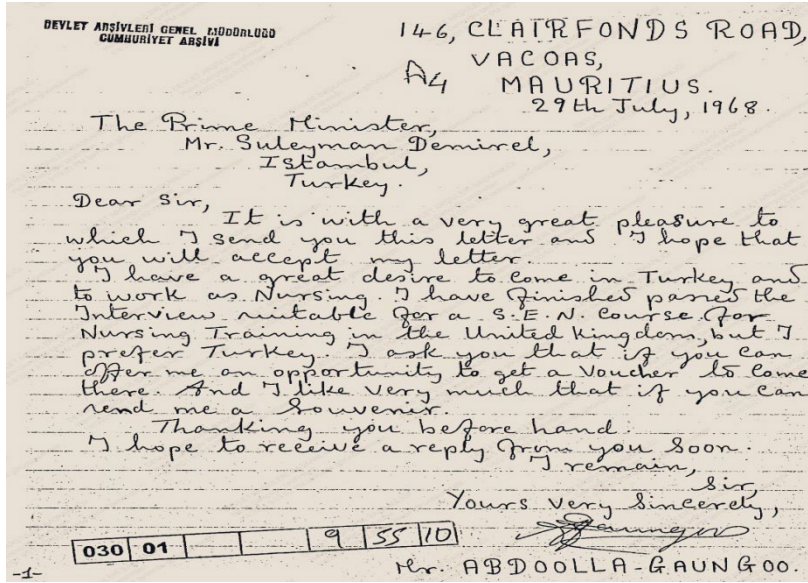 DEVLET ARŞİVLERİ GENEL MÜDÜRLÜĞÜ
CUMHURİYET ARŞİVİ
146, CLAIRFONDS ROAD,
VACOAS,
A4
MAURITIUS.
29th July, 1968.
The Prime Minister,
Mr. Suleyman Demirel,
Istambul,
Turkey.
Dear Sir,
It is with a very great pleasure to
which I send you this letter and I hope that
you will accept my letter.
I have a great desire to come in Turkey and
to work as Nursing. I have finished passed the
Interview suitable for a S.E.N. Course for
Nursing Training in the United Kingdom, but I
prefer Turkey. I ask you that if you can
offer me an opportunity to get a Voucher to come
there. And I like very much that if you can
send me a Souvenir.
Thanking you before hand.
I hope to receive a reply from you soon.
I remain,
Sir,
Yours Very Sincerely,
030 01 9 55 10
Mr. ABDOOLLA-GAUNGOO.
-1-